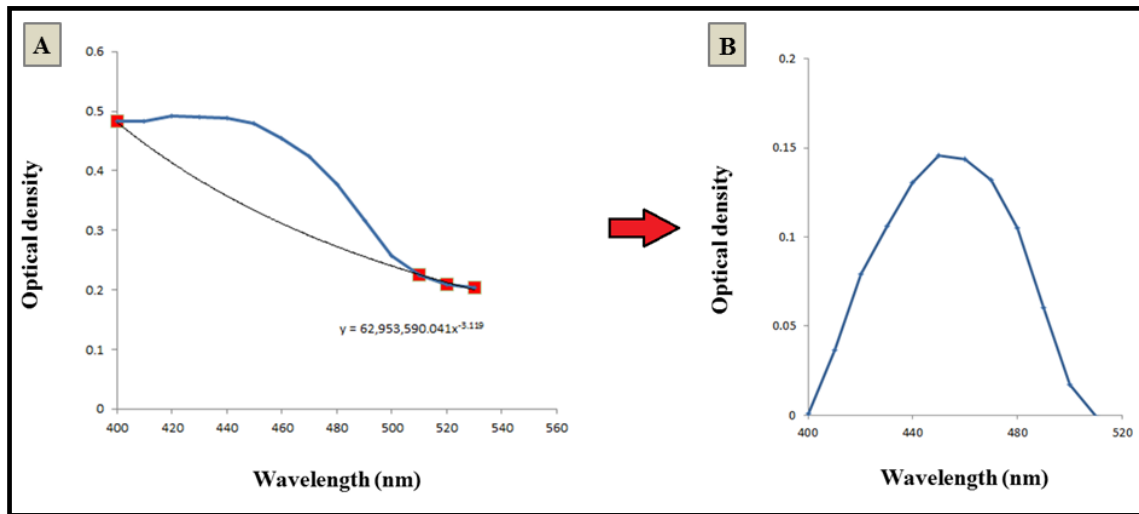 A
0.6
0.5
0.4
0.3
0.2
0.1
0
400 420 440 460 480 500 520 540 560
Optical density
Wavelength (nm)
y = 62,953,590.041x^-3.119
B
0.2
0.15
0.1
0.05
0
400 440 480 520
Optical density
Wavelength (nm)